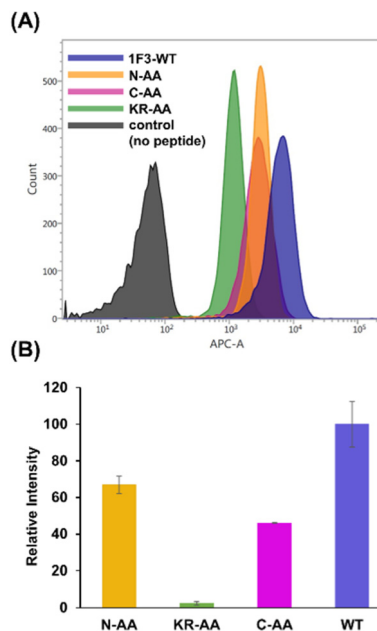 (A)
1F3-WT
N-AA
C-AA
KR-AA
control
(no peptide)
Count
500
400
300
200
100
0
10¹ 10² 10³ 10⁴ 10⁵
APC-A
(B)
Relative Intensity
120
100
80
60
40
20
0
N-AA KR-AA C-AA WT